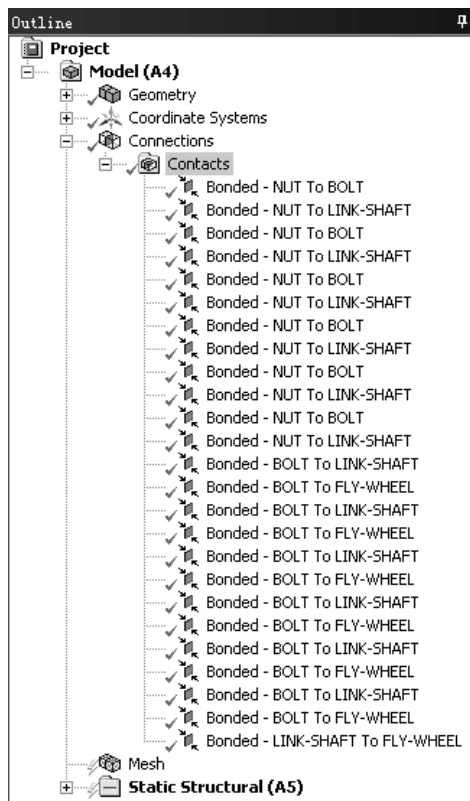 Outline
Project
Model (A4)
Geometry
Coordinate Systems
Connections
Contacts
Bonded - NUT To BOLT
Bonded - NUT To LINK-SHAFT
Bonded - NUT To BOLT
Bonded - NUT To LINK-SHAFT
Bonded - NUT To BOLT
Bonded - NUT To LINK-SHAFT
Bonded - NUT To BOLT
Bonded - NUT To LINK-SHAFT
Bonded - NUT To BOLT
Bonded - NUT To LINK-SHAFT
Bonded - NUT To BOLT
Bonded - NUT To LINK-SHAFT
Bonded - BOLT To LINK-SHAFT
Bonded - BOLT To FLY-WHEEL
Bonded - BOLT To LINK-SHAFT
Bonded - BOLT To FLY-WHEEL
Bonded - BOLT To LINK-SHAFT
Bonded - BOLT To FLY-WHEEL
Bonded - BOLT To LINK-SHAFT
Bonded - BOLT To FLY-WHEEL
Bonded - BOLT To LINK-SHAFT
Bonded - BOLT To FLY-WHEEL
Bonded - BOLT To LINK-SHAFT
Bonded - BOLT To FLY-WHEEL
Bonded - LINK-SHAFT To FLY-WHEEL
Mesh
Static Structural (A5)